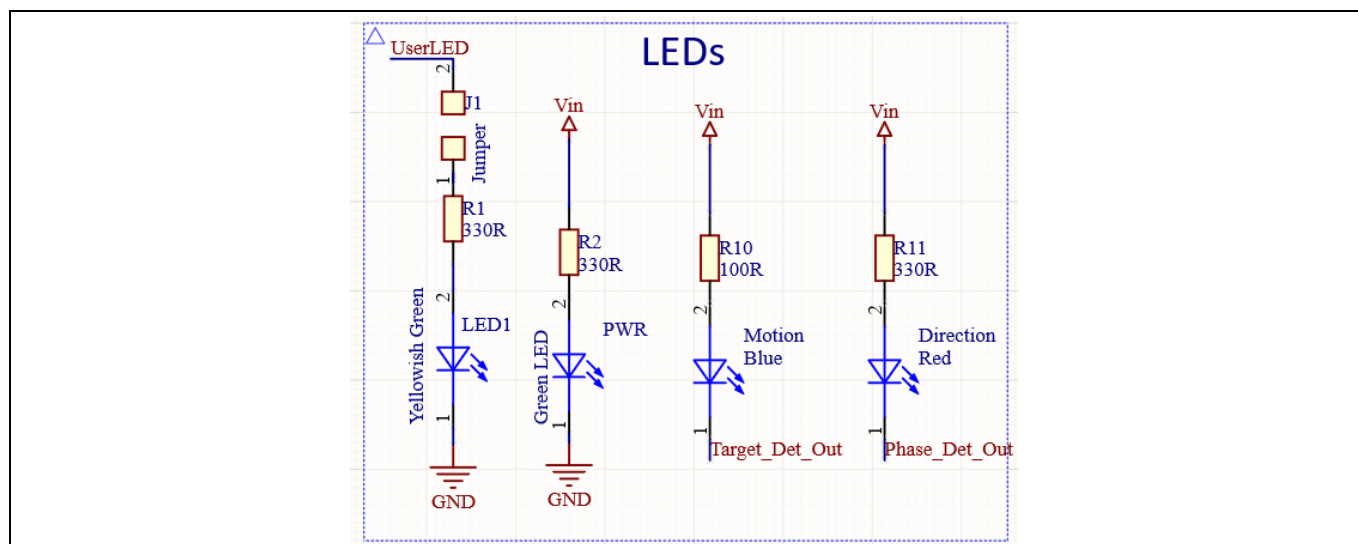 LEDs
UserLED
2
J1
Jumper
1
R1
330R
2
LED1
Yellowish Green
1
GND
Vin
R2
330R
2
PWR
Green LED
1
GND
Vin
R10
100R
2
Motion
Blue
1
Target_Det_Out
Vin
R11
330R
2
Direction
Red
1
Phase_Det_Out